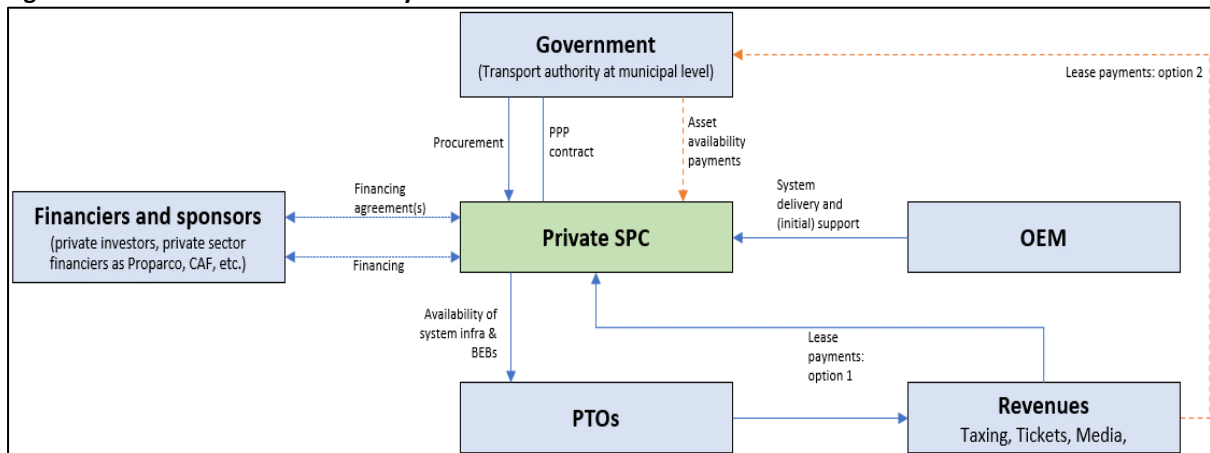 Government
(Transport authority at municipal level)
Lease payments: option 2
Procurement
PPP
contract
Asset
availability
payments
Financiers and sponsors
(private investors, private sector
financiers as Proparco, CAF, etc.)
Financing
agreement(s)
Financing
Private SPC
System
delivery and
(initial) support
OEM
Availability of
system infra &
BEBs
Lease
payments:
option 1
PTOs
Revenues
Taxing, Tickets, Media,